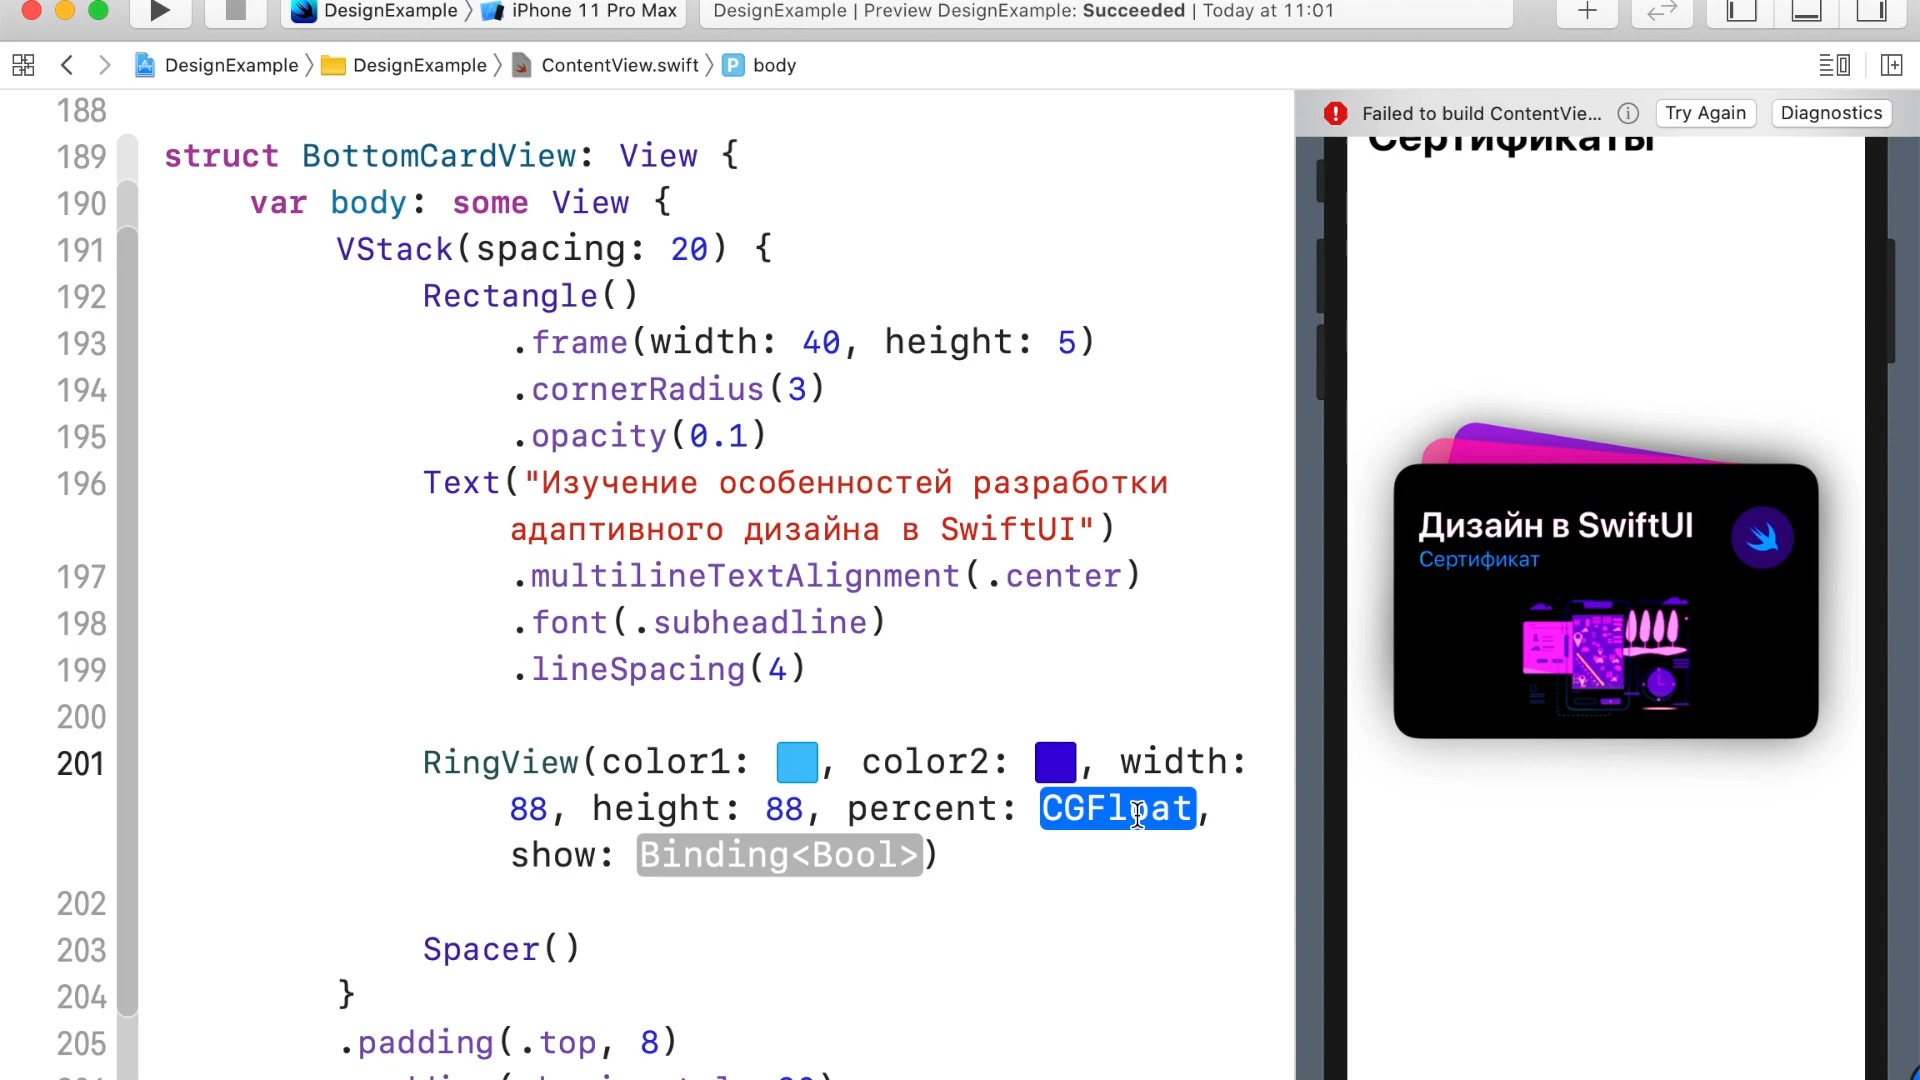 DesignExample 〉 iPhone 11 Pro Max
DesignExample | Preview DesignExample: Succeeded | Today at 11:01
DesignExample 〉 DesignExample 〉 ContentView.swift 〉 P body
Failed to build ContentVie... Try Again Diagnostics
188
189 struct BottomCardView: View {
190 var body: some View {
191 VStack(spacing: 20) {
192 Rectangle()
193 .frame(width: 40, height: 5)
194 .cornerRadius(3)
195 .opacity(0.1)
196 Text("Изучение особенностей разработки
адаптивного дизайна в SwiftUI")
197 .multilineTextAlignment(.center)
198 .font(.subheadline)
199 .lineSpacing(4)
200
201 RingView(color1: , color2: , width:
88, height: 88, percent: CGFloat,
show: Binding<Bool>)
202
203 Spacer()
204 }
205 .padding(.top, 8)
Сертификаты
Дизайн в SwiftUI
Сертификат